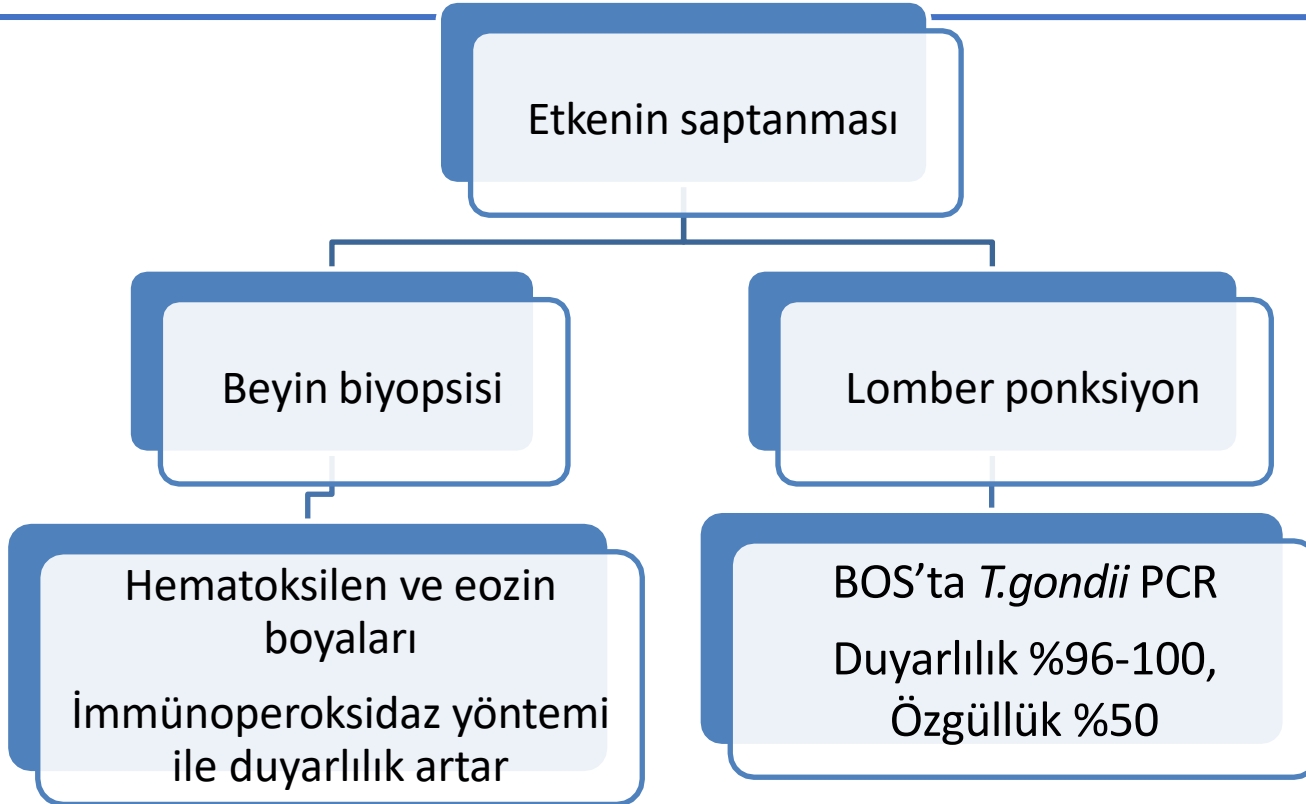 Etkenin saptanması
Beyin biyopsisi
Lomber ponksiyon
Hematoksilen ve eozin
boyaları
İmmünoperoksidaz yöntemi
ile duyarlılık artar
BOS’ta T.gondii PCR
Duyarlılık %96-100,
Özgüllük %50